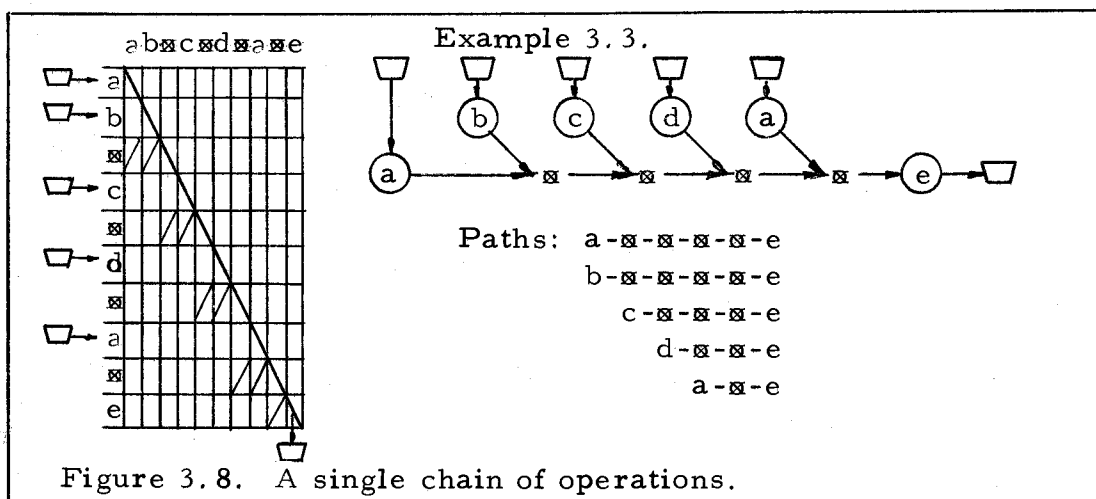 ab⊠c⊠d⊠a⊠e
Example 3.3.
a
b
⊠
c
⊠
d
⊠
a
⊠
e
b c d a
a ⊠ ⊠ ⊠ ⊠ e
Paths: a-⊠-⊠-⊠-⊠-e
b-⊠-⊠-⊠-⊠-e
c-⊠-⊠-⊠-e
d-⊠-⊠-e
a-⊠-e
Figure 3.8. A single chain of operations.